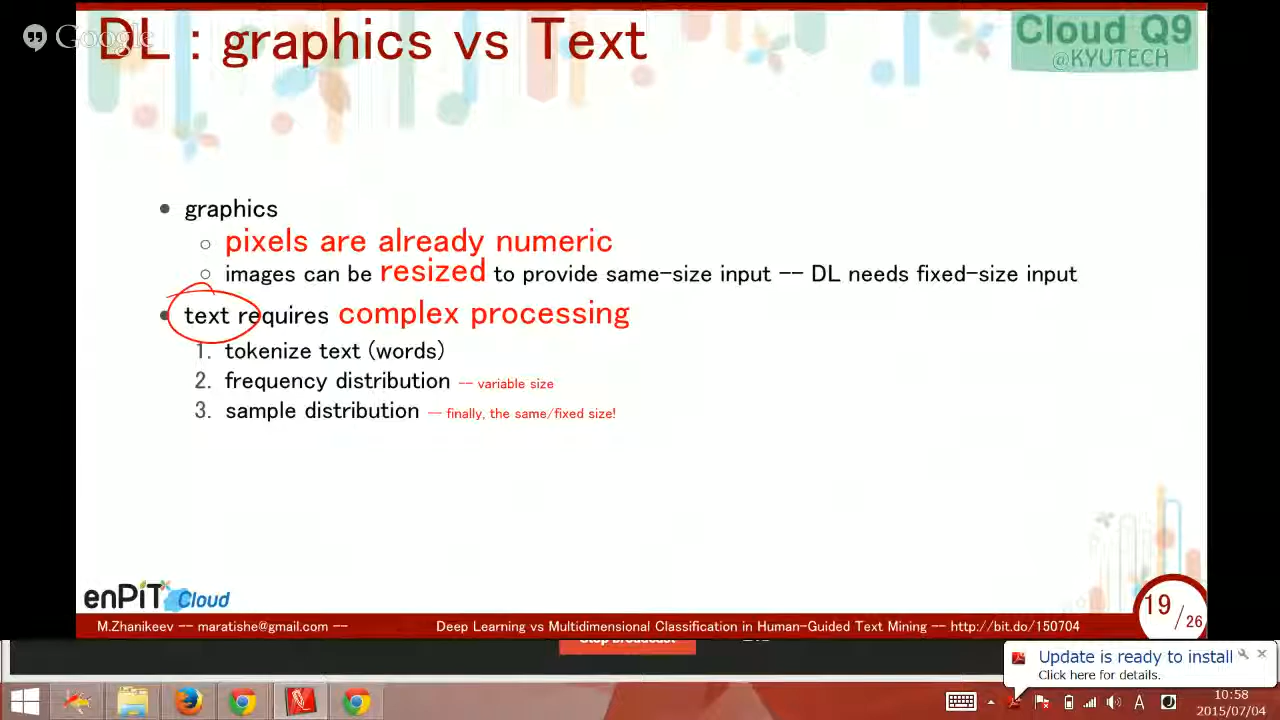 Google
DL : graphics vs Text
Cloud Q9
@KYUTECH
graphics
pixels are already numeric
images can be resized to provide same-size input -- DL needs fixed-size input
text requires complex processing
1. tokenize text (words)
2. frequency distribution -- variable size
3. sample distribution -- finally, the same/fixed size!
enPiT Cloud
19 / 26
M.Zhanikeev -- maratishe@gmail.com --
Deep Learning vs Multidimensional Classification in Human-Guided Text Mining -- http://bit.do/150704
Stop broadcast
Update is ready to install
Click here for details.
A
10:58
2015/07/04